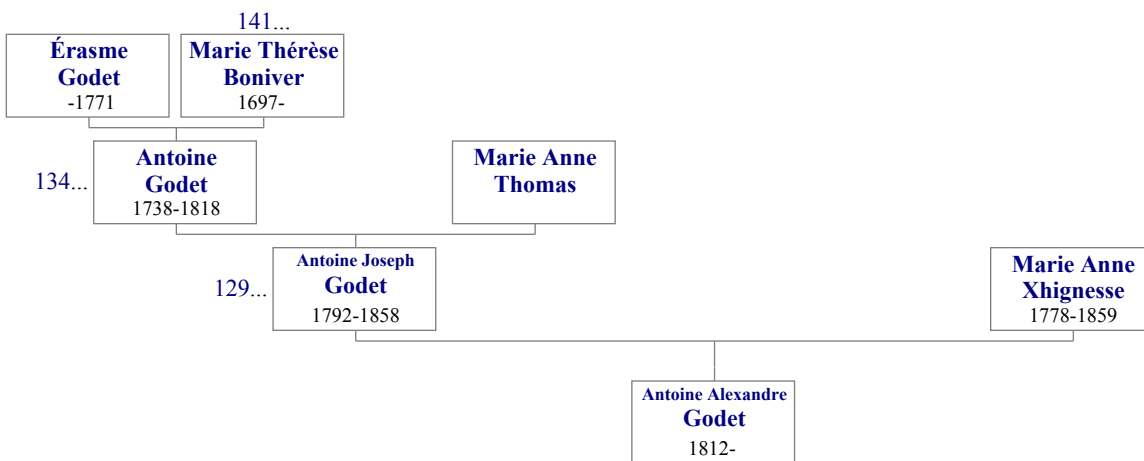 141...
Érasme
Godet
-1771
Marie Thérèse
Boniver
1697-
134...
Antoine
Godet
1738-1818
Marie Anne
Thomas
129...
Antoine Joseph
Godet
1792-1858
Marie Anne
Xhignesse
1778-1859
Antoine Alexandre
Godet
1812-